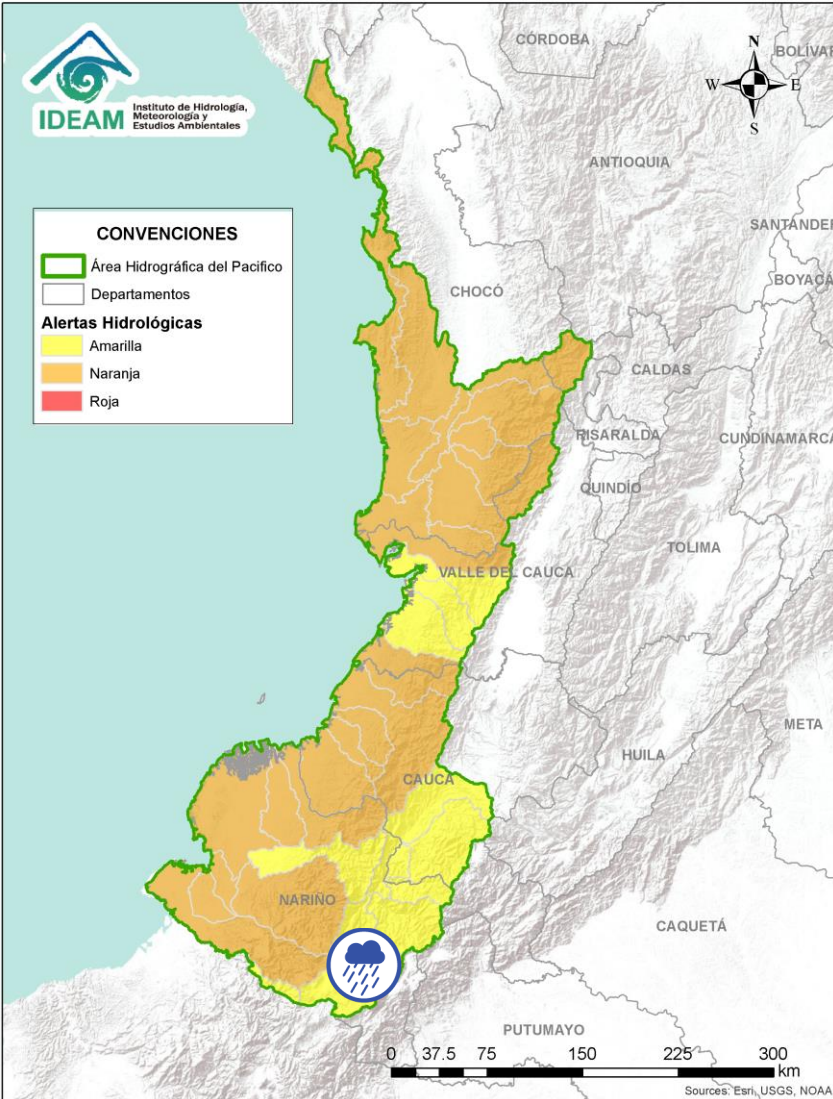 IDEAM
Instituto de Hidrología,
Meteorología y
Estudios Ambientales
CÓRDOBA
BOLÍVAR
N
W
E
S
ANTIOQUIA
CONVENCIONES
Área Hidrográfica del Pacifico
Departamentos
Alertas Hidrológicas
Amarilla
Naranja
Roja
SANTANDER
BOYACÁ
CHOCÓ
CALDAS
RISARALDA
CUNDINAMARCA
QUINDÍO
TOLIMA
VALLE DEL CAUCA
META
HUILA
CAUCA
NARIÑO
CAQUETÁ
PUTUMAYO
0 37.5 75 150 225 300
km
Sources: Esri, USGS, NOAA